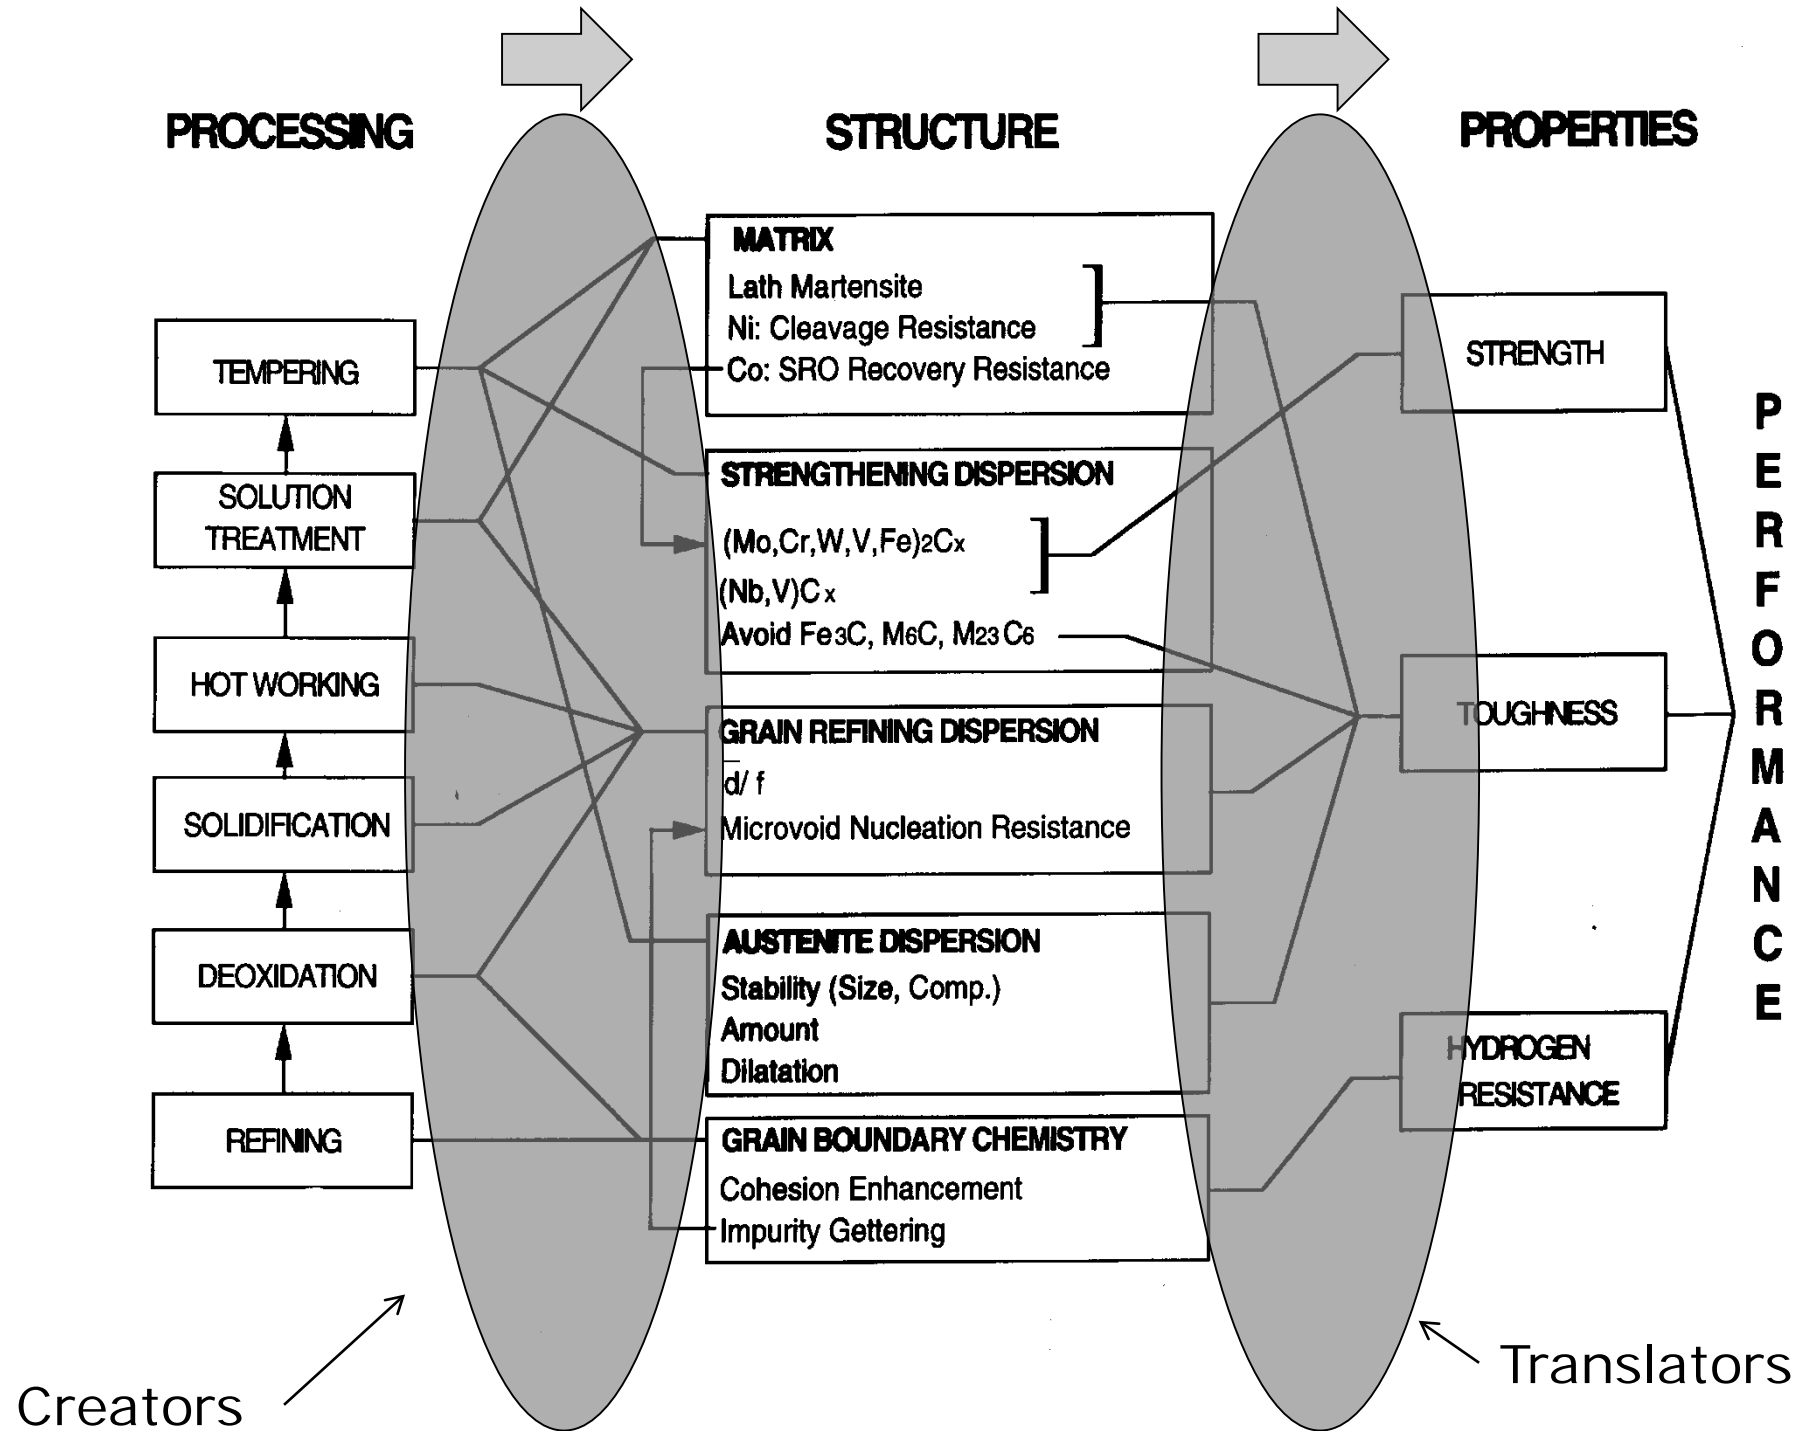 PROCESSING
STRUCTURE
PROPERTIES
TEMPERING
SOLUTION
TREATMENT
HOT WORKING
SOLIDIFICATION
DEOXIDATION
REFINING
MATRIX
Lath Martensite
Ni: Cleavage Resistance
Co: SRO Recovery Resistance
STRENGTHENING DISPERSION
(Mo,Cr,W,V,Fe)₂Cₓ
(Nb,V)Cₓ
Avoid Fe₃C, M₆C, M₂₃C₆
GRAIN REFINING DISPERSION
d̅/ f
Microvoid Nucleation Resistance
AUSTENITE DISPERSION
Stability (Size, Comp.)
Amount
Dilatation
GRAIN BOUNDARY CHEMISTRY
Cohesion Enhancement
Impurity Gettering
STRENGTH
TOUGHNESS
HYDROGEN
RESISTANCE
PERFORMANCE
Creators
Translators